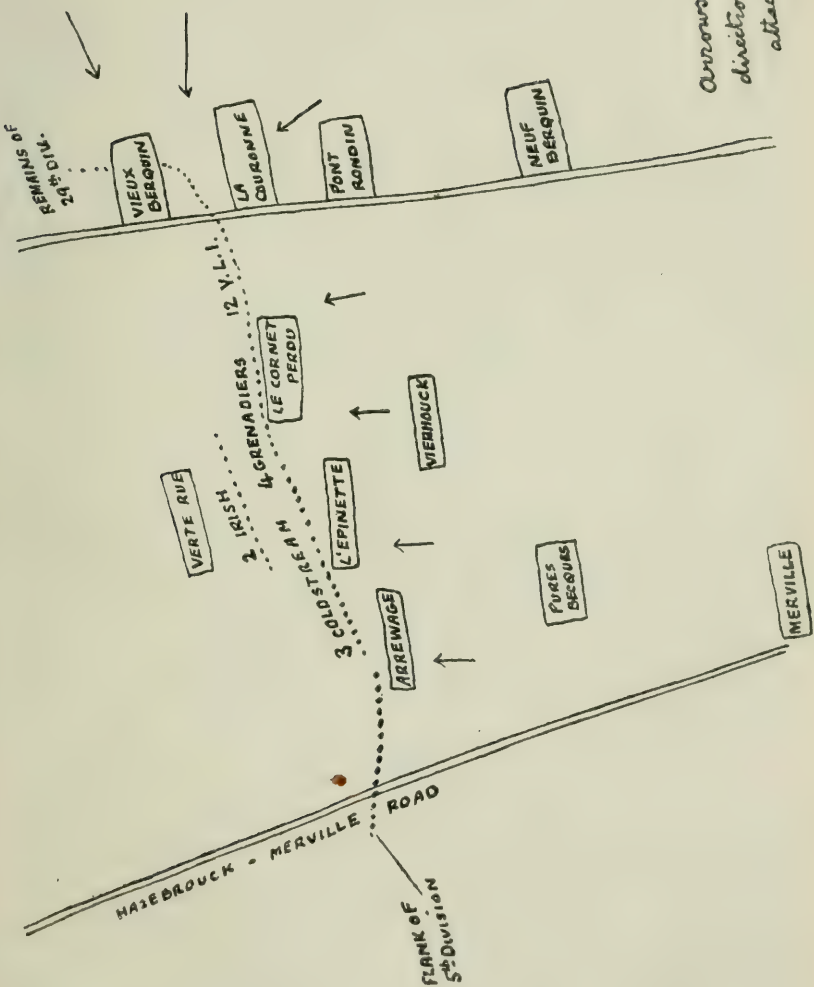 REMAINS OF
29th DIV.
VIEUX
BERQUIN
LA
COURONNE
PONT
RONDIN
NEUF
BERQUIN
arrows
directio
attac
12 Y.L.I.
4 GRENADIERS
LE CORNET
PERDU
VERTE RUE
2 IRISH
3 COLDSTREAM
L'EPINETTE
VIERHOUCK
ARREWAGE
PURES
BECQUES
MERVILLE
HAZEBROUCK - MERVILLE ROAD
FLANK OF
5th DIVISION